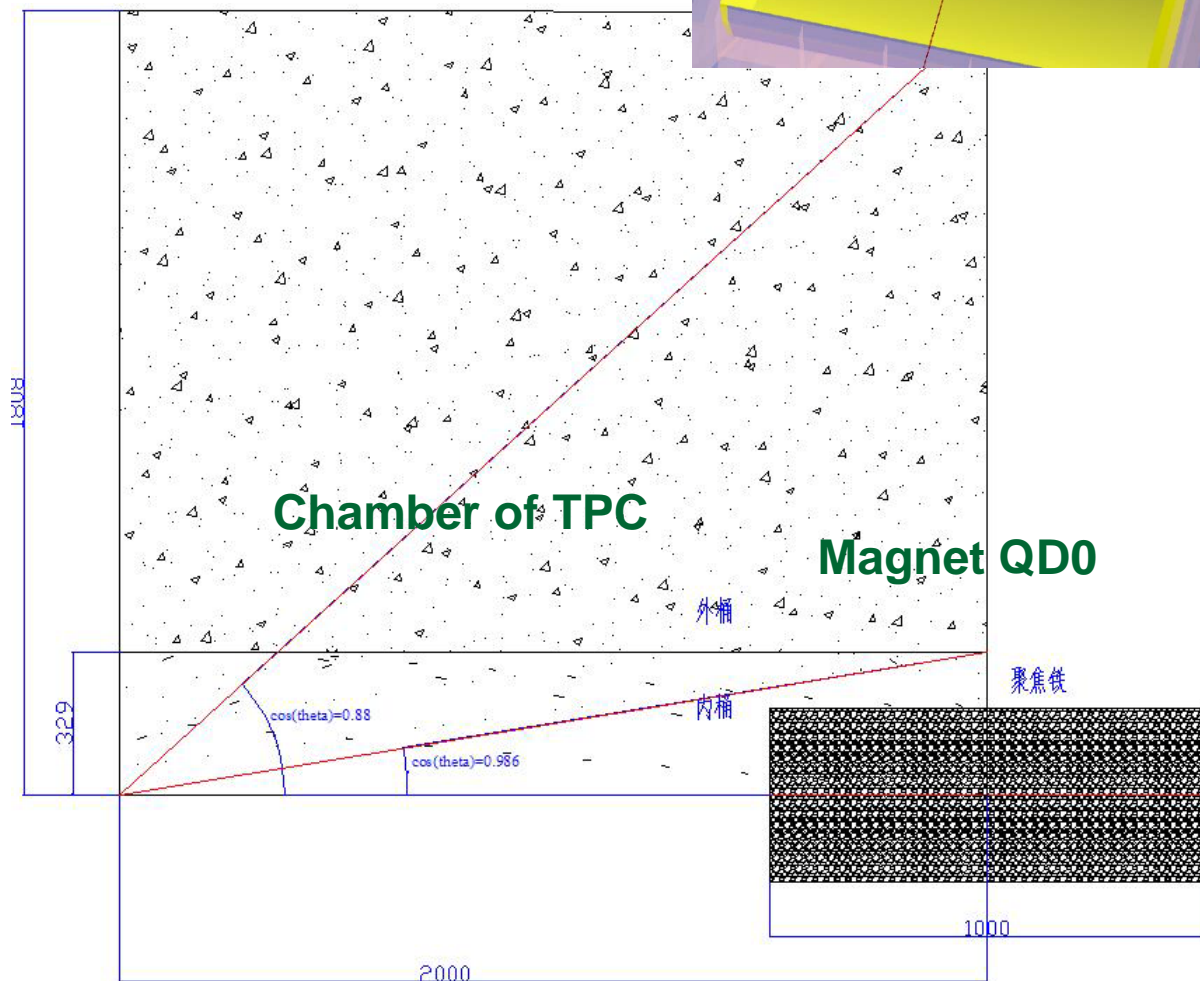 1808
Chamber of TPC
Magnet QD0
外桶
聚焦铁
内桶
329
cos(theta)=0.88
cos(theta)=0.986
1000
2000